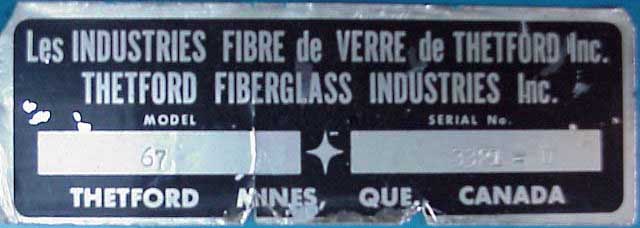 Les INDUSTRIES FIBRE de VERRE de THETFORD Inc.
THETFORD FIBERGLASS INDUSTRIES Inc.
MODEL SERIAL No.
67
THETFORD MINES, QUE. CANADA